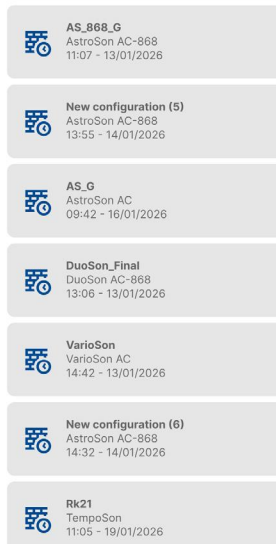 AS_868_G
AstroSon AC-868
11:07 - 13/01/2026
New configuration (5)
AstroSon AC-868
13:55 - 14/01/2026
AS_G
AstroSon AC
09:42 - 16/01/2026
DuoSon_Final
DuoSon AC-868
13:06 - 13/01/2026
VarioSon
VarioSon AC
14:42 - 13/01/2026
New configuration (6)
AstroSon AC-868
14:32 - 14/01/2026
Rk21
TempoSon
11:05 - 19/01/2026